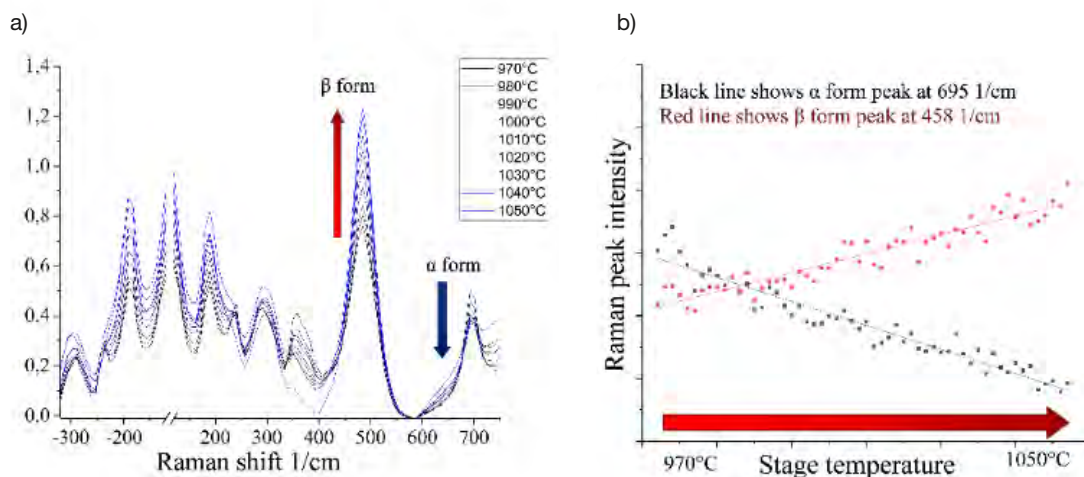 a)
1.4
1.2
1.0
0.8
0.6
0.4
0.2
0.0
-300
-200
200
300
400
500
600
700
Raman shift 1/cm
β form
α form
970°C
980°C
990°C
1000°C
1010°C
1020°C
1030°C
1040°C
1050°C
b)
Black line shows α form peak at 695 1/cm
Red line shows β form peak at 458 1/cm
Raman peak intensity
970°C
1050°C
Stage temperature